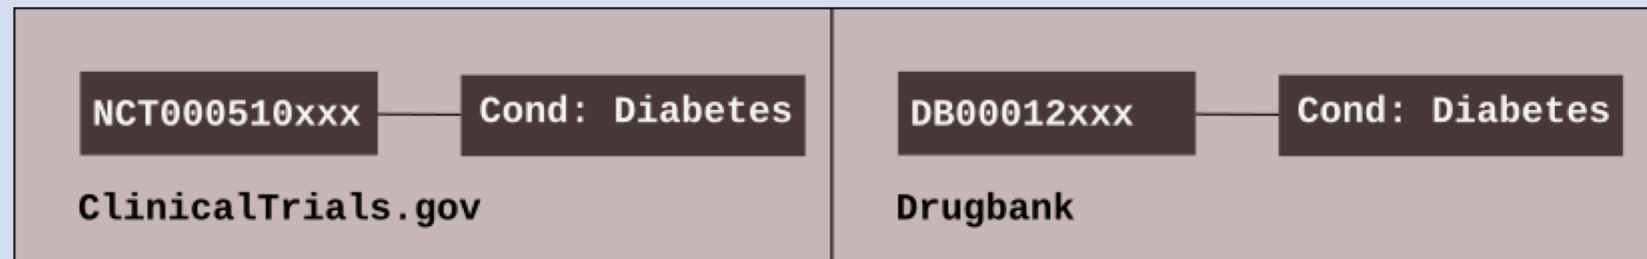 NCT000510xxx
Cond: Diabetes
ClinicalTrials.gov
DB00012xxx
Cond: Diabetes
Drugbank